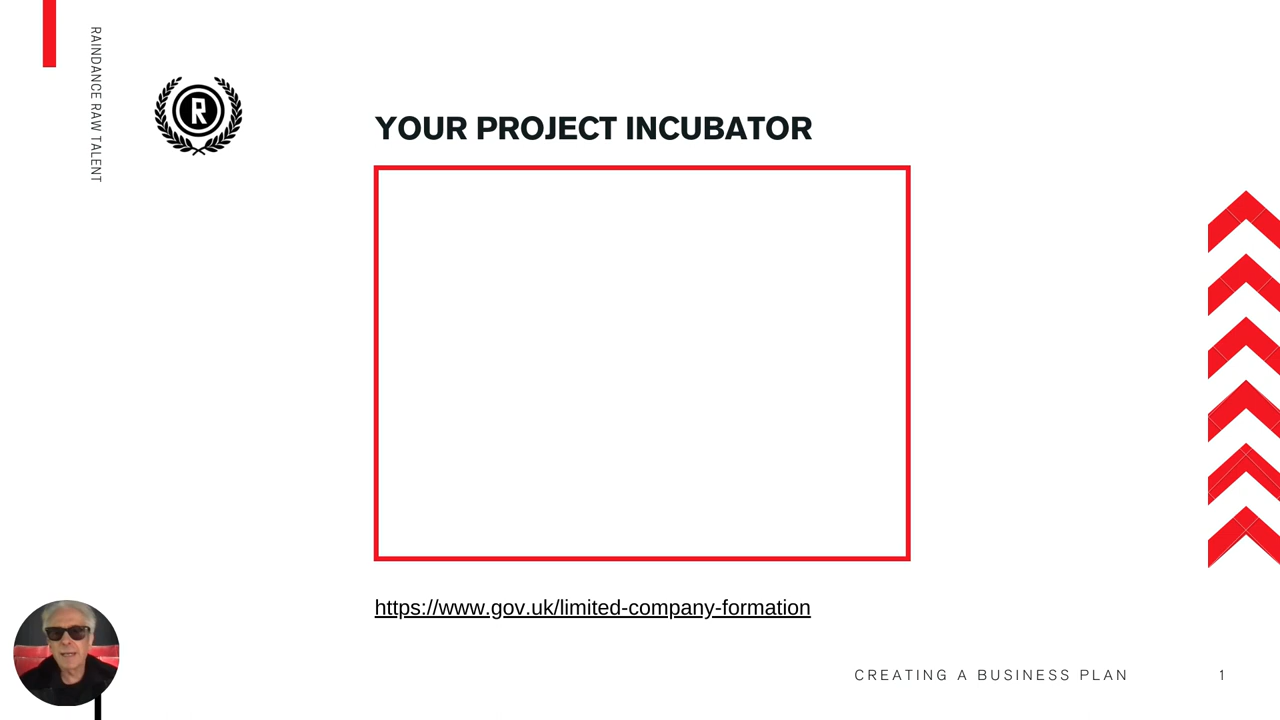 RAINDANCE RAW TALENT
R
YOUR PROJECT INCUBATOR
https://www.gov.uk/limited-company-formation
CREATING A BUSINESS PLAN
1